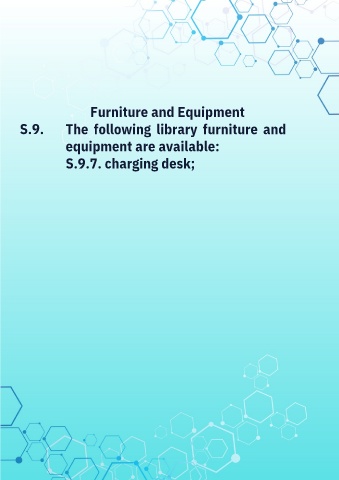 Furniture and Equipment
S.9. The following library furniture and
equipment are available:
S.9.7. charging desk;